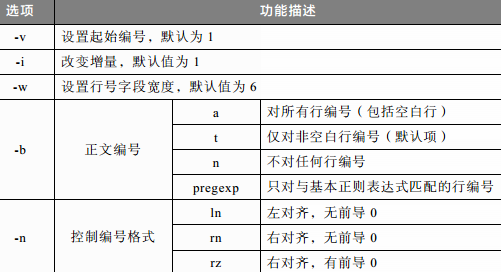 选项 功能描述
-v 设置起始编号，默认为 1
-i 改变增量，默认值为 1
-w 设置行号字段宽度，默认值为 6
-b 正文编号 a 对所有行编号（包括空白行）
t 仅对非空白行编号（默认项）
n 不对任何行编号
pregexp 只对与基本正则表达式匹配的行编号
-n 控制编号格式 ln 左对齐，无前导 0
rn 右对齐，无前导 0
rz 右对齐，有前导 0